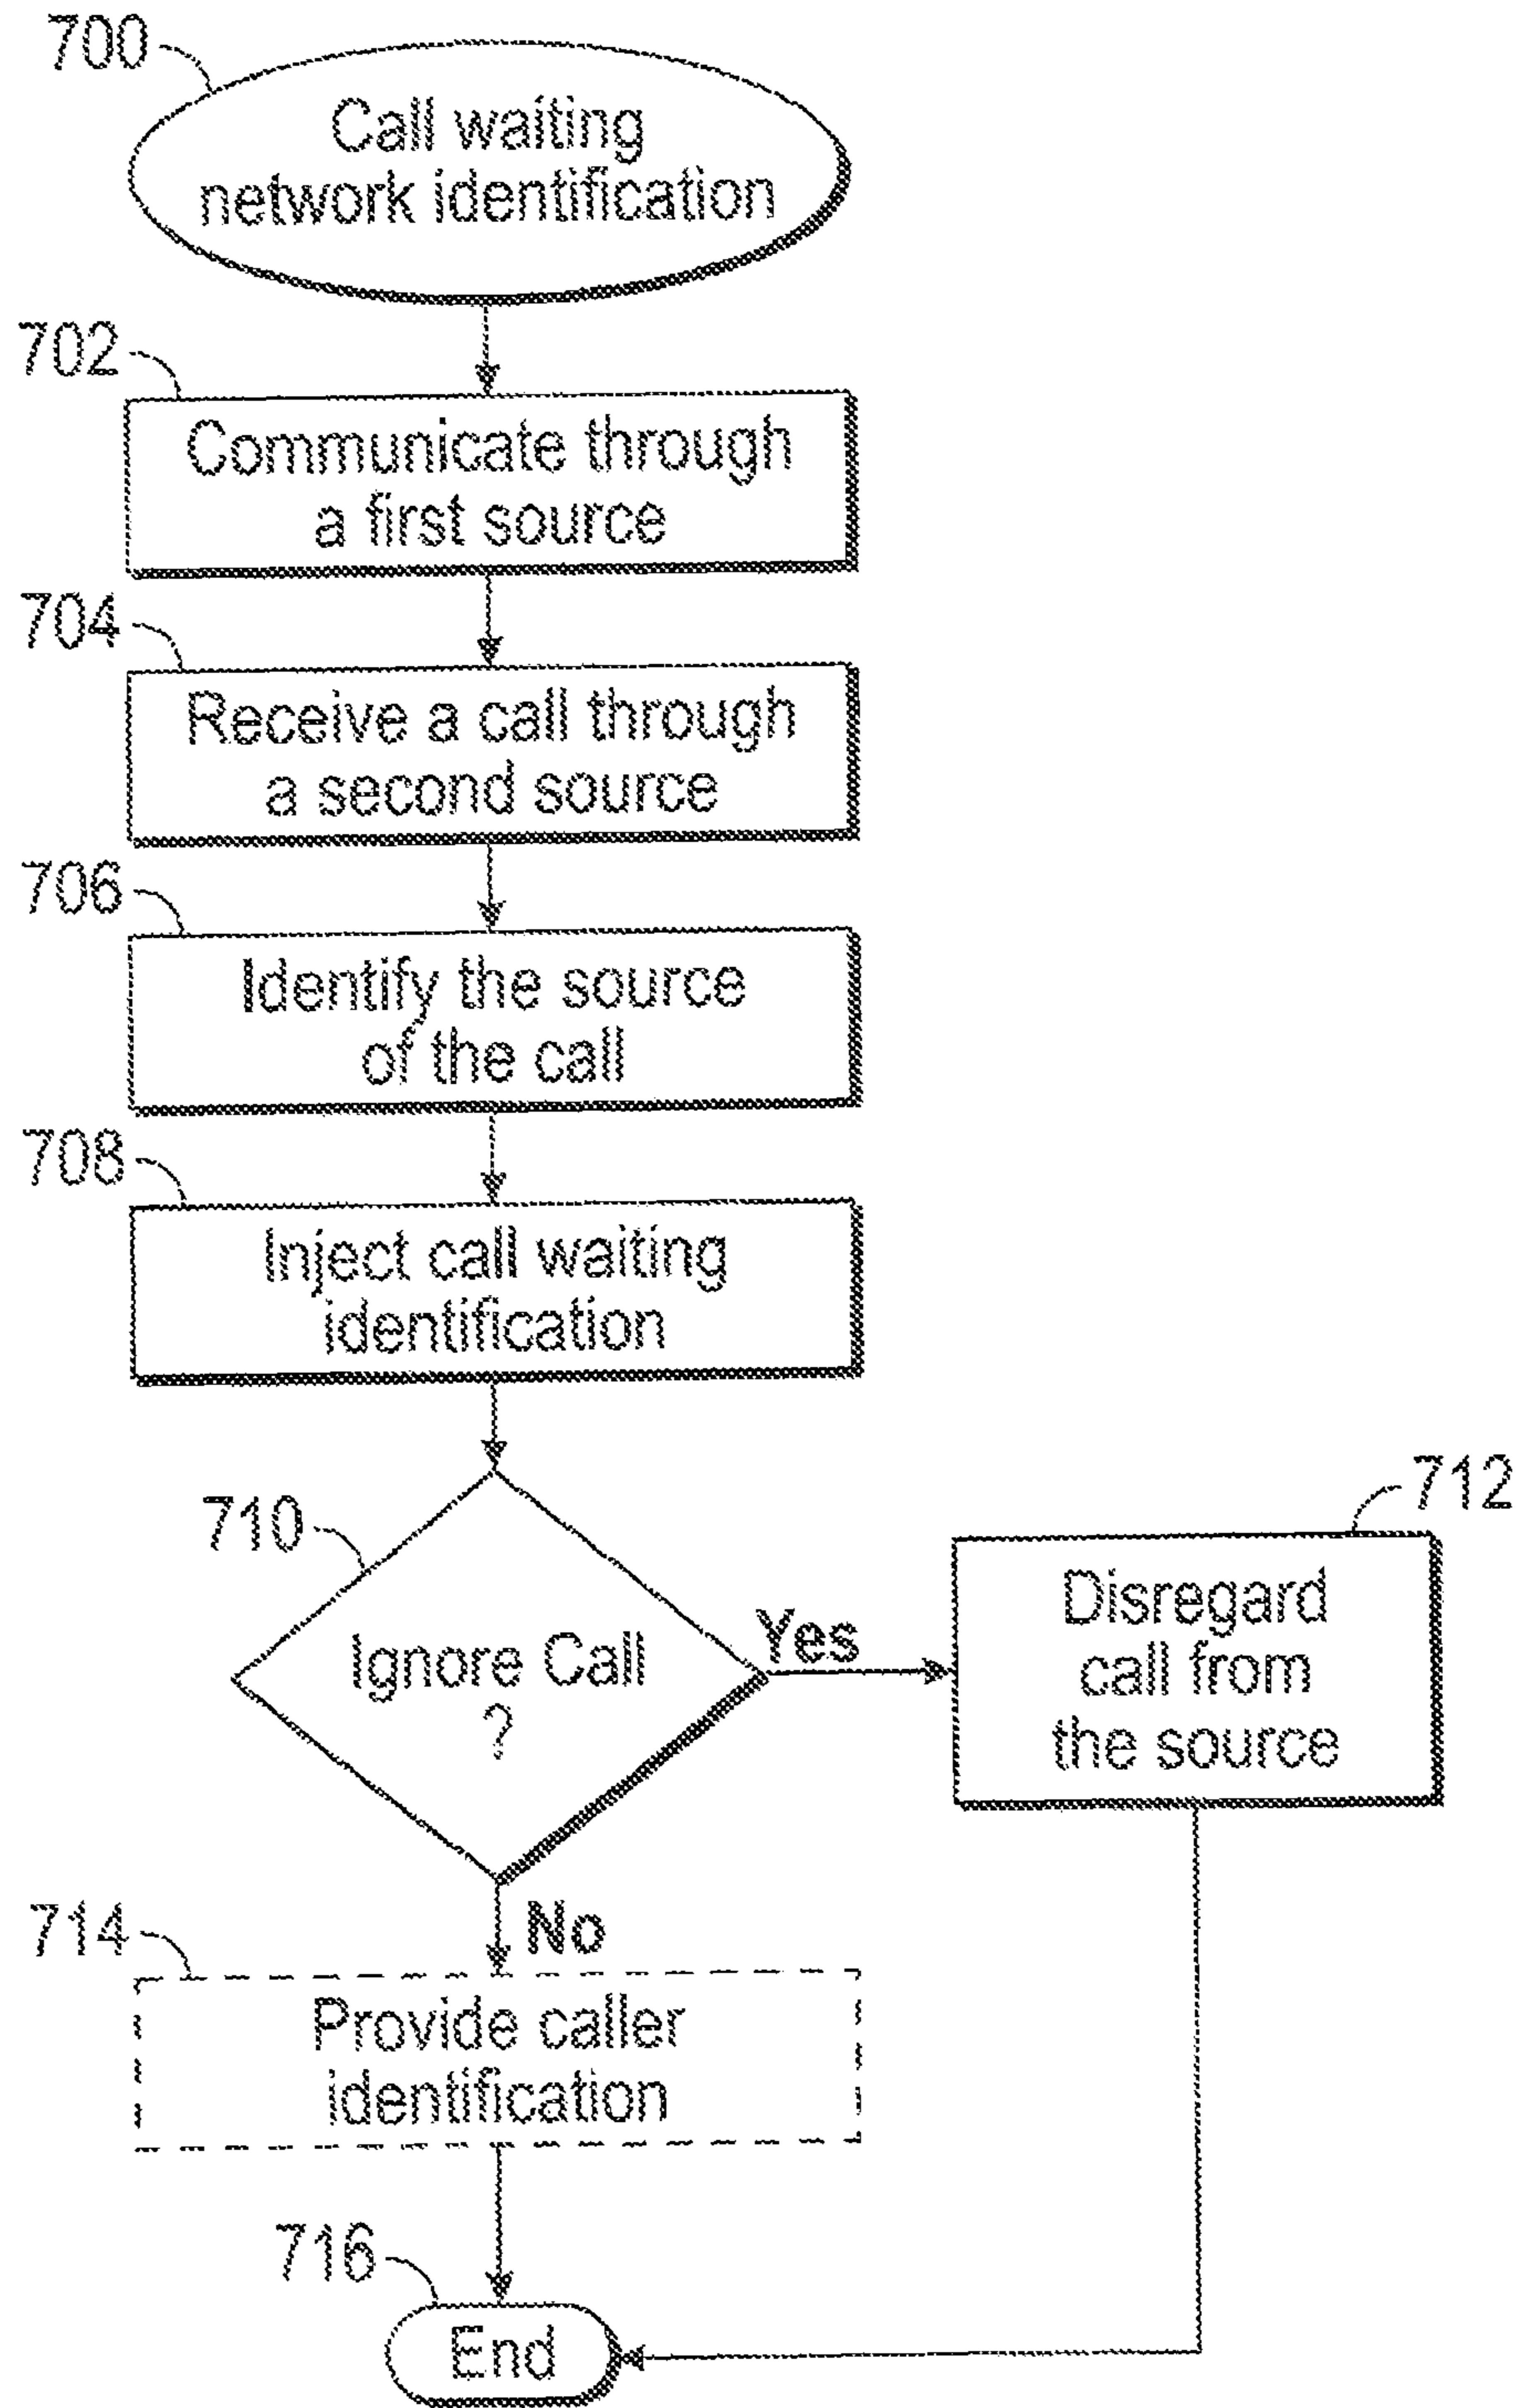 700
Call waiting
network identification
702
Communicate through
a first source
704
Receive a call through
a second source
706
Identify the source
of the call
708
Inject call waiting
identification
710
Ignore Call
?
Yes
712
Disregard
call from
the source
No
714
Provide caller
identification
716
End